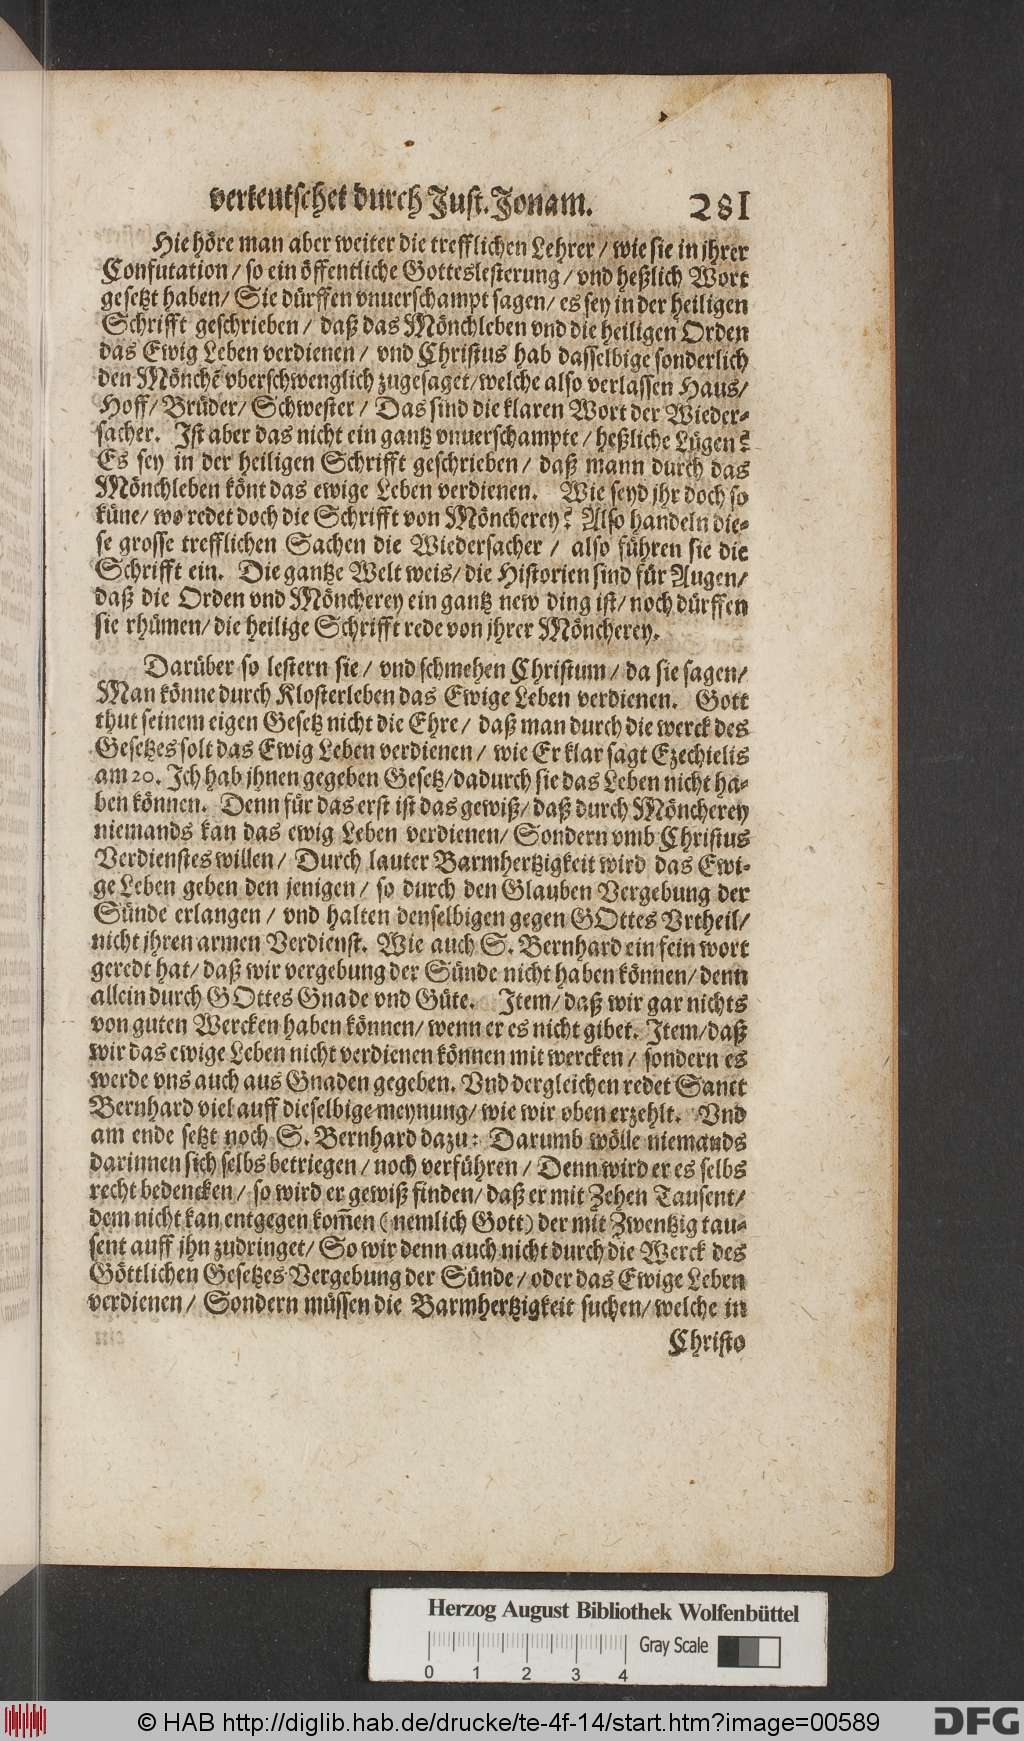 verteutschet durch Just. Jonam. 281
Hie höre man aber weiter die trefflichen Lehrer / wie sie in jhrer
Confutation / so ein öffentliche Gotteslesterung / vnd heßlich Wort
gesetzt haben / Sie dürffen vnuerschampt sagen / es sey in der heiligen
Schrifft geschrieben / daß das Mönchleben vnd die heiligen Orden
das Ewig Leben verdienen / vnd Christus hab dasselbige sonderlich
den Mönchē vberschwenglich zugesaget / welche also verlassen Haus /
Hoff / Brüder / Schwester / Das sind die klaren Wort der Wieder-
sacher. Ist aber das nicht ein gantz vnuerschampte / heßliche Lügen?
Es sey in der heiligen Schrifft geschrieben / daß mann durch das
Mönchleben könt das ewige Leben verdienen. Wie seyd jhr doch so
küne / wo redet doch die Schrifft von Möncherey? Also handeln die-
se grosse trefflichen Sachen die Wiedersacher / also führen sie die
Schrifft ein. Die gantze Welt weis / die Historien sind für Augen /
daß die Orden vnd Möncherey ein gantz new ding ist / noch dürffen
sie rhümen / die heilige Schrifft rede von jhrer Möncherey.
Darüber so lestern sie / vnd schmehen Christum / da sie sagen /
Man könne durch Klosterleben das Ewige Leben verdienen. Gott
thut seinem eigen Gesetz nicht die Ehre / daß man durch die werck des
Gesetzes solt das Ewig Leben verdienen / wie Er klar sagt Ezechielis
am 20. Ich hab jhnen gegeben Gesetz / dadurch sie das Leben nicht ha-
ben können. Denn für das erst ist das gewiß / daß durch Möncherey
niemands kan das ewig Leben verdienen / Sondern vmb Christus
Verdienstes willen / Durch lauter Barmhertzigkeit wird das Ewi-
ge Leben geben den jenigen / so durch den Glauben Vergebung der
Sünde erlangen / vnd halten denselbigen gegen GOttes Vrtheil /
nicht jhren armen Verdienst. Wie auch S. Bernhard ein fein wort
geredt hat / daß wir vergebung der Sünde nicht haben können / denn
allein durch GOttes Gnade vnd Güte. Item / daß wir gar nichts
von guten Wercken haben können / wenn er es nicht gibet. Item / daß
wir das ewige Leben nicht verdienen können mit wercken / sondern es
werde vns auch aus Gnaden gegeben. Vnd dergleichen redet Sanct
Bernhard viel auff dieselbige meynung / wie wir oben erzehlt. Vnd
am ende setzt noch S. Bernhard dazu: Darumb wölle niemands
darinnen sich selbs betriegen / noch verführen / Denn wird er es selbs
recht bedencken / so wird er gewiß finden / daß er mit Zehen Tausent /
dem nicht kan entgegen kom̄en (nemlich Gott) der mit Zwentzig tau-
sent auff jhn zudringet / So wir denn auch nicht durch die Werck des
Göttlichen Gesetzes Vergebung der Sünde / oder das Ewige Leben
verdienen / Sondern müssen die Barmhertzigkeit suchen / welche in
Christo
Herzog August Bibliothek Wolfenbüttel
Gray Scale
0 1 2 3 4
© HAB http://diglib.hab.de/drucke/te-4f-14/start.htm?image=00589
DFG